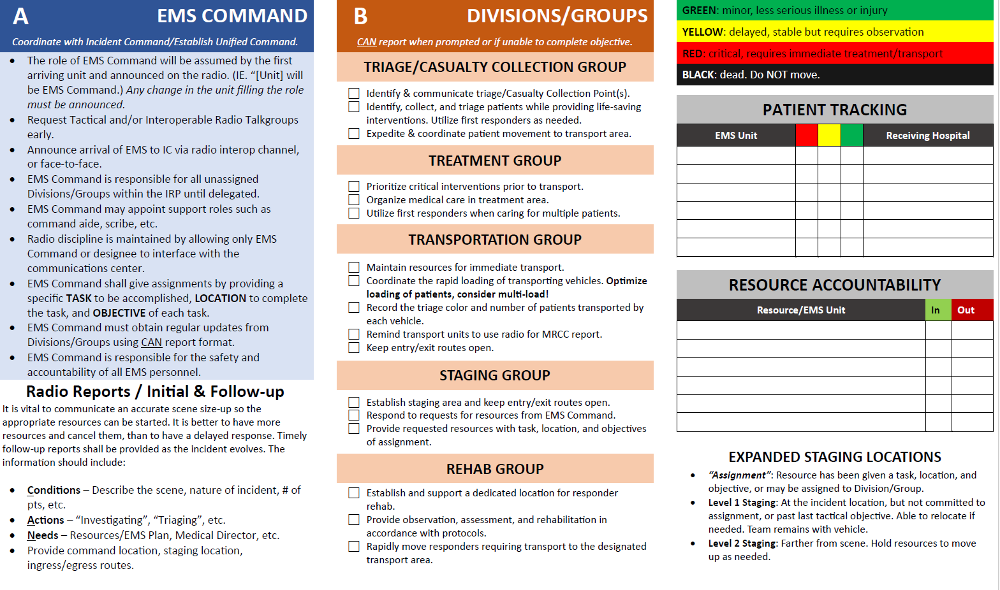 A
EMS COMMAND
Coordinate with Incident Command/Establish Unified Command.
• The role of EMS Command will be assumed by the first
arriving unit and announced on the radio. (IE. “[Unit] will
be EMS Command.) Any change in the unit filling the role
must be announced.
• Request Tactical and/or Interoperable Radio Talkgroups
early.
• Announce arrival of EMS to IC via radio interop channel,
or face-to-face.
• EMS Command is responsible for all unassigned
Divisions/Groups within the IRP until delegated.
• EMS Command may appoint support roles such as
command aide, scribe, etc.
• Radio discipline is maintained by allowing only EMS
Command or designee to interface with the
communications center.
• EMS Command shall give assignments by providing a
specific TASK to be accomplished, LOCATION to complete
the task, and OBJECTIVE of each task.
• EMS Command must obtain regular updates from
Divisions/Groups using CAN report format.
• EMS Command is responsible for the safety and
accountability of all EMS personnel.
Radio Reports / Initial & Follow-up
It is vital to communicate an accurate scene size-up so the
appropriate resources can be started. It is better to have more
resources and cancel them, than to have a delayed response. Timely
follow-up reports shall be provided as the incident evolves. The
information should include:
• Conditions – Describe the scene, nature of incident, # of
pts, etc.
• Actions – “Investigating”, “Triaging”, etc.
• Needs – Resources/EMS Plan, Medical Director, etc.
• Provide command location, staging location,
ingress/egress routes.
B
DIVISIONS/GROUPS
CAN report when prompted or if unable to complete objective.
TRIAGE/CASUALTY COLLECTION GROUP
Identify & communicate triage/Casualty Collection Point(s).
Identify, collect, and triage patients while providing life-saving
interventions. Utilize first responders as needed.
Expedite & coordinate patient movement to transport area.
TREATMENT GROUP
Prioritize critical interventions prior to transport.
Organize medical care in treatment area.
Utilize first responders when caring for multiple patients.
TRANSPORTATION GROUP
Maintain resources for immediate transport.
Coordinate the rapid loading of transporting vehicles. Optimize
loading of patients, consider multi-load!
Record the triage color and number of patients transported by
each vehicle.
Remind transport units to use radio for MRCC report.
Keep entry/exit routes open.
STAGING GROUP
Establish staging area and keep entry/exit routes open.
Respond to requests for resources from EMS Command.
Provide requested resources with task, location, and objectives
of assignment.
REHAB GROUP
Establish and support a dedicated location for responder
rehab.
Provide observation, assessment, and rehabilitation in
accordance with protocols.
Rapidly move responders requiring transport to the designated
transport area.
GREEN: minor, less serious illness or injury
YELLOW: delayed, stable but requires observation
RED: critical, requires immediate treatment/transport
BLACK: dead. Do NOT move.
PATIENT TRACKING
EMS Unit Receiving Hospital
RESOURCE ACCOUNTABILITY
Resource/EMS Unit In Out
EXPANDED STAGING LOCATIONS
• “Assignment”: Resource has been given a task, location, and
objective, or may be assigned to Division/Group.
• Level 1 Staging: At the incident location, but not committed to
assignment, or past last tactical objective. Able to relocate if
needed. Team remains with vehicle.
• Level 2 Staging: Farther from scene. Hold resources to move
up as needed.